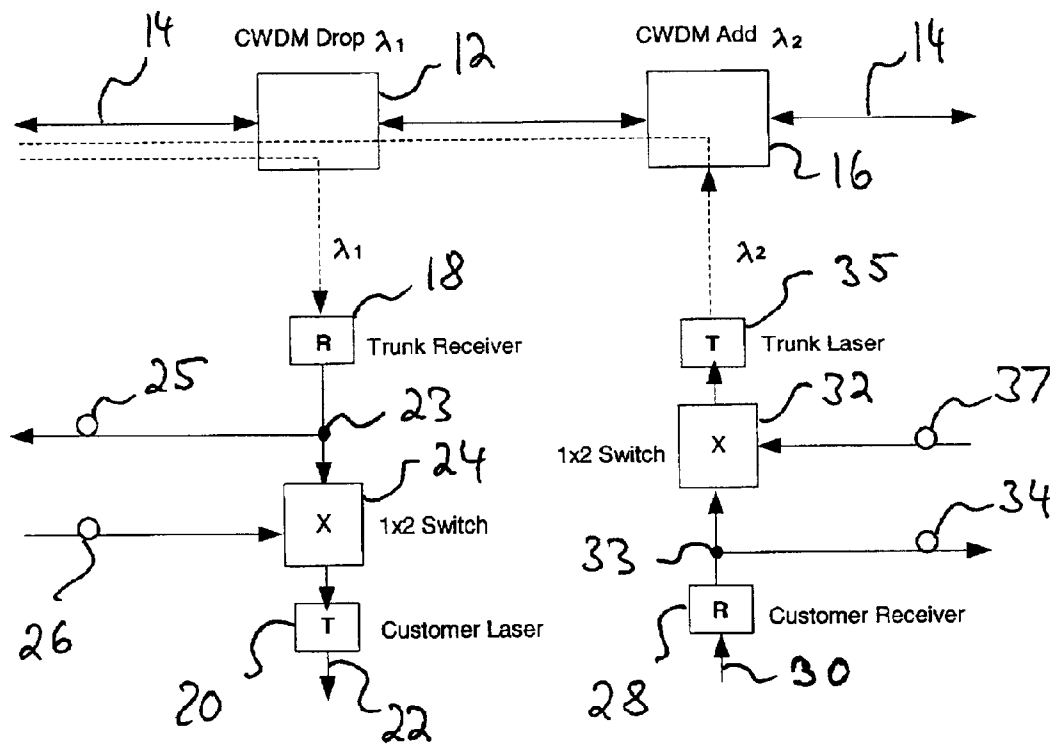 14
CWDM Drop λ1
12
CWDM Add λ2
14
16
λ1
λ2
18
35
R
Trunk Receiver
T
Trunk Laser
25
23
32
37
24
1x2 Switch
X
X
1x2 Switch
34
33
26
T
Customer Laser
R
Customer Receiver
20
22
28
30